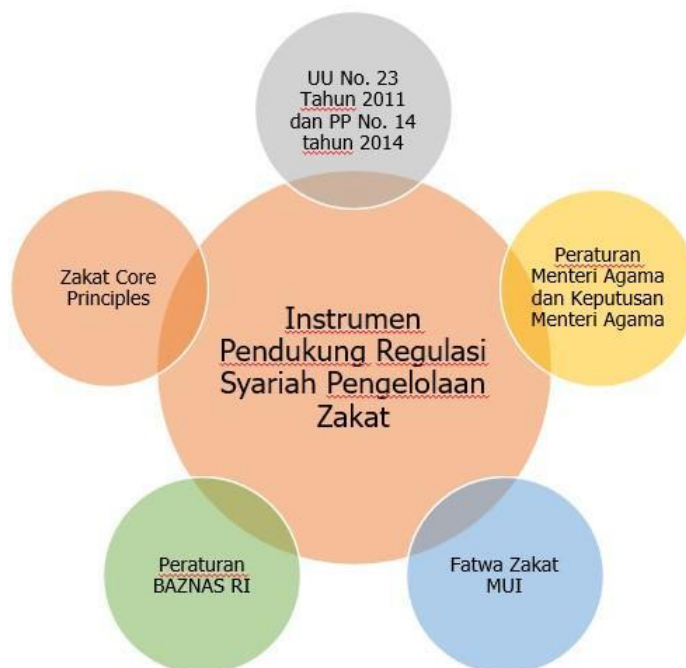 UU No. 23
Tahun 2011
dan PP No. 14
tahun 2014
Zakat Core
Principles
Peraturan
Menteri Agama
dan Keputusan
Menteri Agama
Instrumen
Pendukung Regulasi
Syariah Pengelolaan
Zakat
Peraturan
BAZNAS RI
Fatwa Zakat
MUI